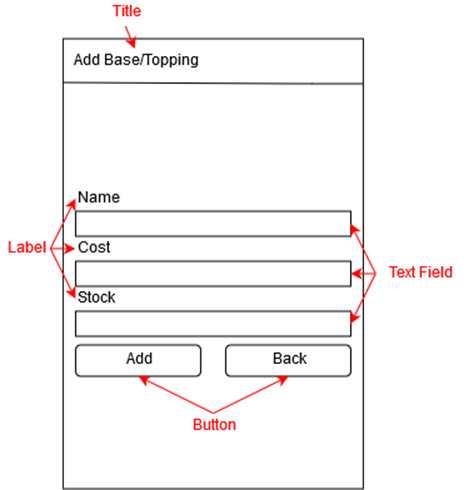 Title
Add Base/Topping
Name
Label
Cost
Text Field
Stock
Add
Back
Button